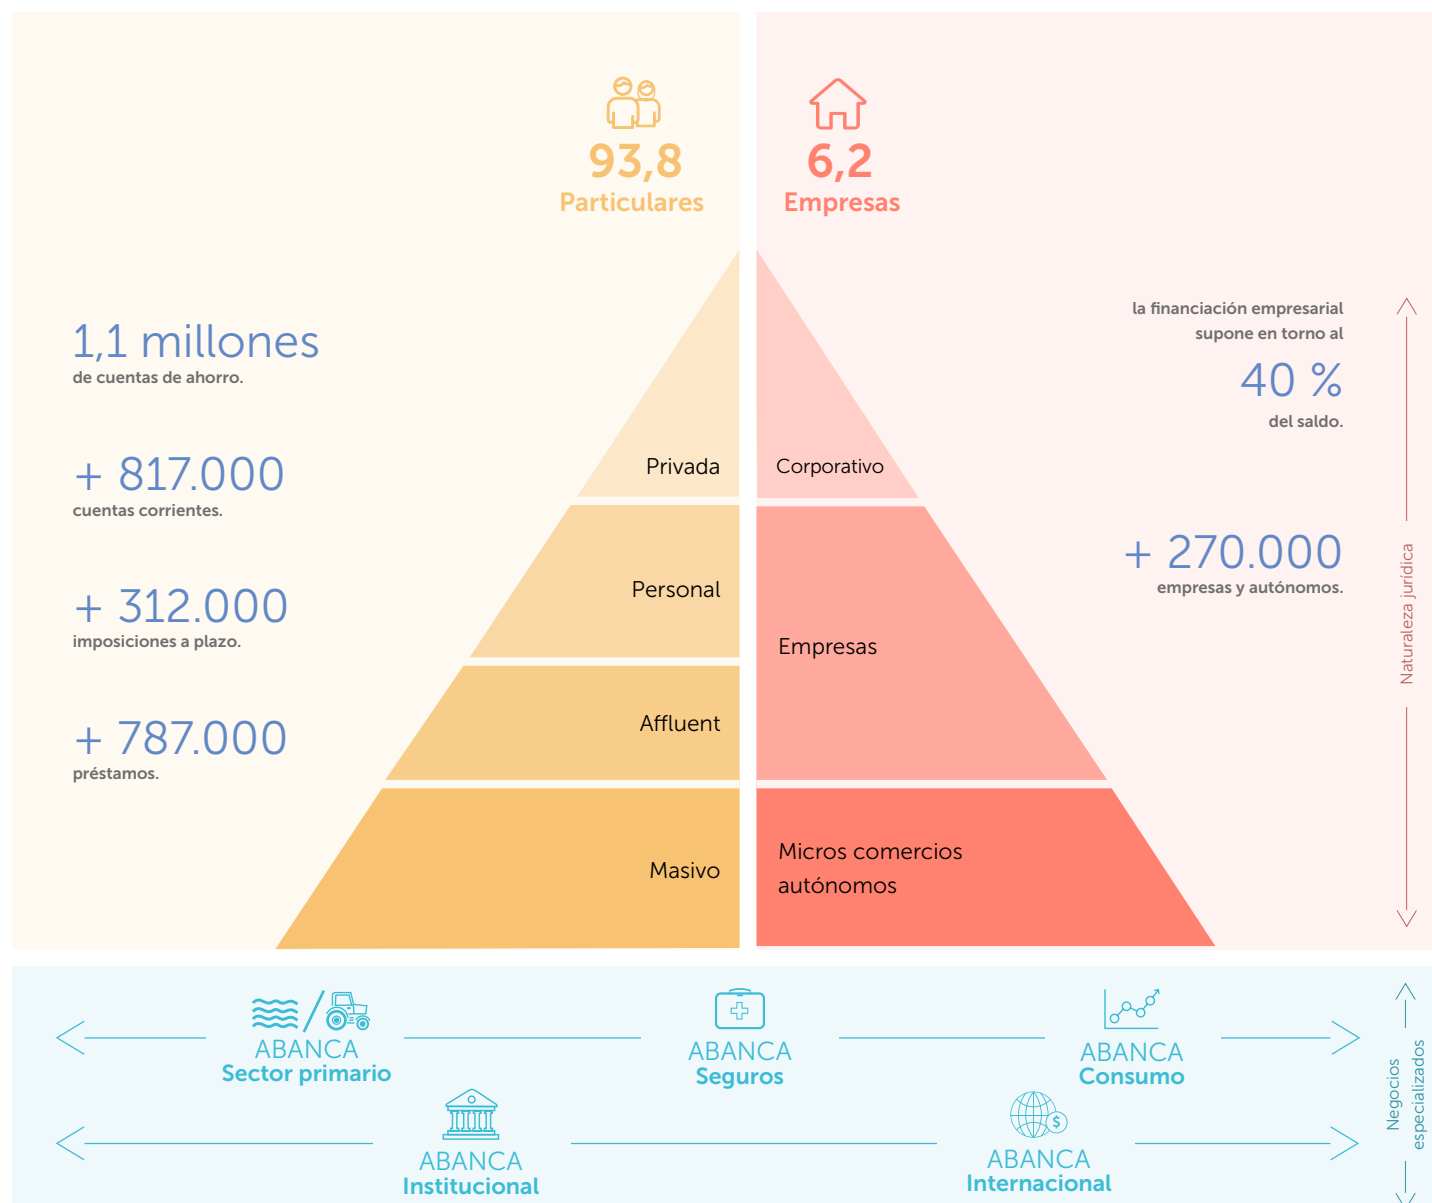 93,8
Particulares
6,2
Empresas
1,1 millones
de cuentas de ahorro.
+ 817.000
cuentas corrientes.
+ 312.000
imposiciones a plazo.
+ 787.000
préstamos.
Privada
Personal
Affluent
Masivo
Corporativo
Empresas
Micros comercios
autónomos
la financiación empresarial
supone en torno al
40 %
del saldo.
+ 270.000
empresas y autónomos.
Naturaleza jurídica
ABANCA
Sector primario
ABANCA
Seguros
ABANCA
Consumo
ABANCA
Institucional
$
ABANCA
Internacional
Negocios
especializados